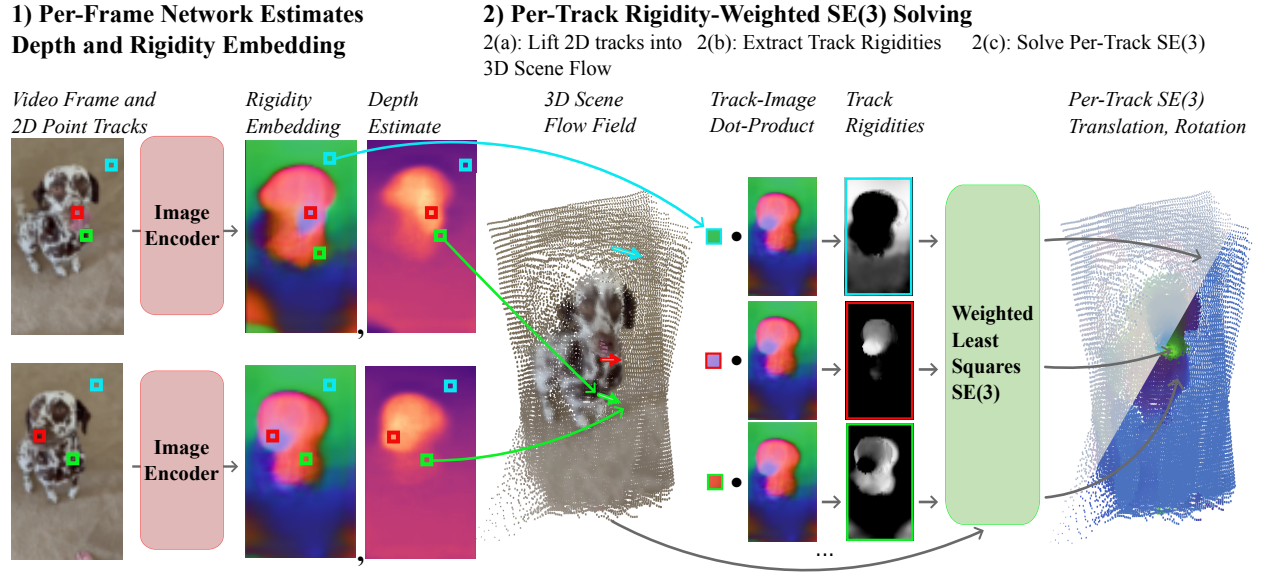 1) Per-Frame Network Estimates
Depth and Rigidity Embedding
2) Per-Track Rigidity-Weighted SE(3) Solving
2(a): Lift 2D tracks into
3D Scene Flow
2(b): Extract Track Rigidities
2(c): Solve Per-Track SE(3)
Video Frame and
2D Point Tracks
Rigidity
Embedding
Depth
Estimate
3D Scene
Flow Field
Track-Image
Dot-Product
Track
Rigidities
Per-Track SE(3)
Translation, Rotation
Image
Encoder
,
Image
Encoder
,
Weighted
Least
Squares
SE(3)
...